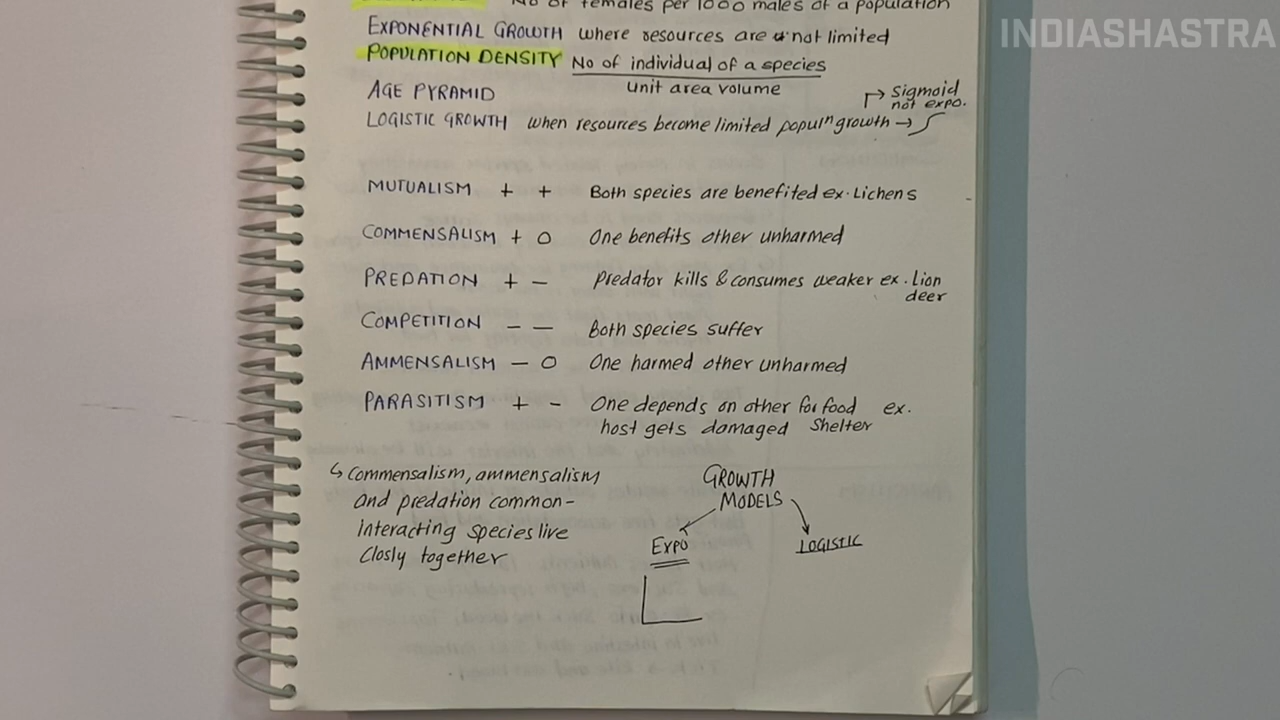 INDIASHASTRA
No of females per 1000 males of a population
EXPONENTIAL GROWTH where resources are not limited
POPULATION DENSITY No of individual of a species
unit area volume
AGE PYRAMID
Sigmoid
not expo.
LOGISTIC GROWTH when resources become limited populn growth →
MUTUALISM + + Both species are benefited ex. Lichens
COMMENSALISM + O One benefits other unharmed
PREDATION + - Predator kills & consumes weaker ex. Lion
deer
COMPETITION - - Both species suffer
AMMENSALISM - O One harmed other unharmed
PARASITISM + - One depends on other for food ex.
host gets damaged Shelter
↳ Commensalism, ammensalism
and predation common-
interacting species live
Closly together
GROWTH
MODELS
EXPO
LOGISTIC